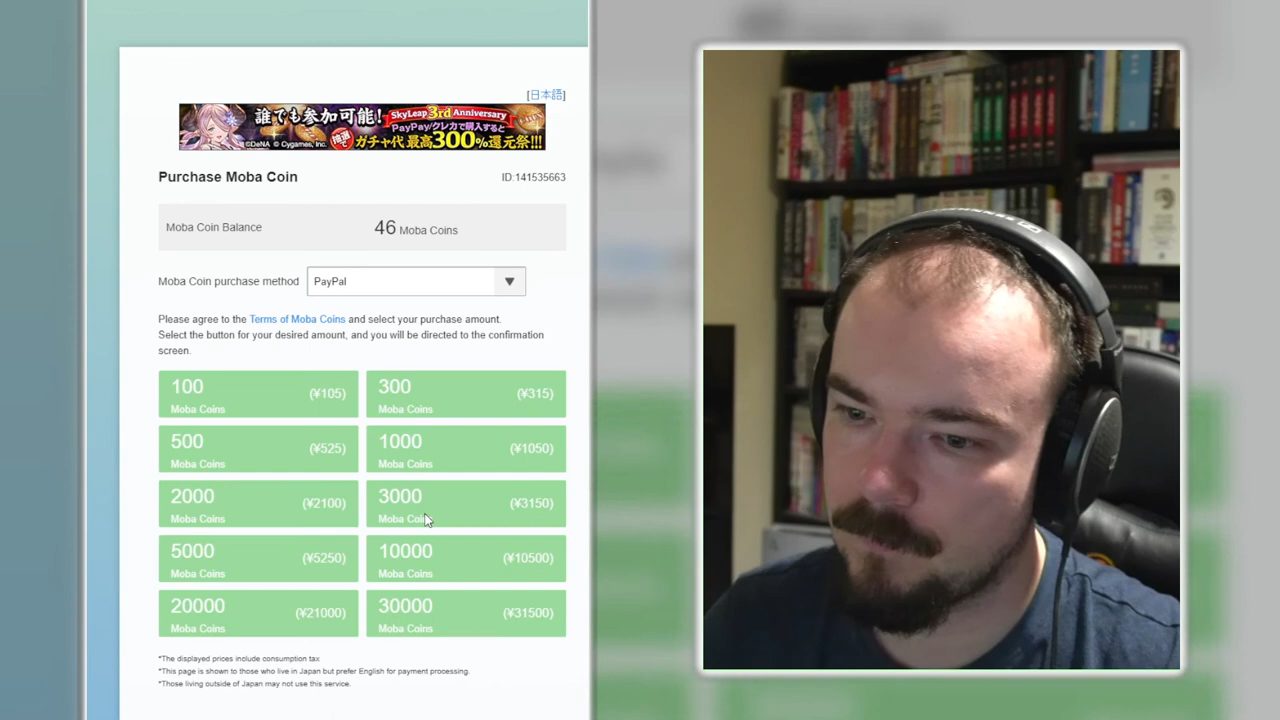 [日本語]
誰でも参加可能!
SkyLeap 3rd Anniversary
PayPay/クレカで購入すると
抽選で ガチャ代 最高300%還元祭!!!
©DeNA © Cygames, Inc.
Purchase Moba Coin
ID:141535663
Moba Coin Balance
46 Moba Coins
Moba Coin purchase method
PayPal
Please agree to the Terms of Moba Coins and select your purchase amount.
Select the button for your desired amount, and you will be directed to the confirmation
screen.
100 Moba Coins (¥105)
300 Moba Coins (¥315)
500 Moba Coins (¥525)
1000 Moba Coins (¥1050)
2000 Moba Coins (¥2100)
3000 Moba Coins (¥3150)
5000 Moba Coins (¥5250)
10000 Moba Coins (¥10500)
20000 Moba Coins (¥21000)
30000 Moba Coins (¥31500)
*The displayed prices include consumption tax
*This page is shown to those who live in Japan but prefer English for payment processing.
*Those living outside of Japan may not use this service.